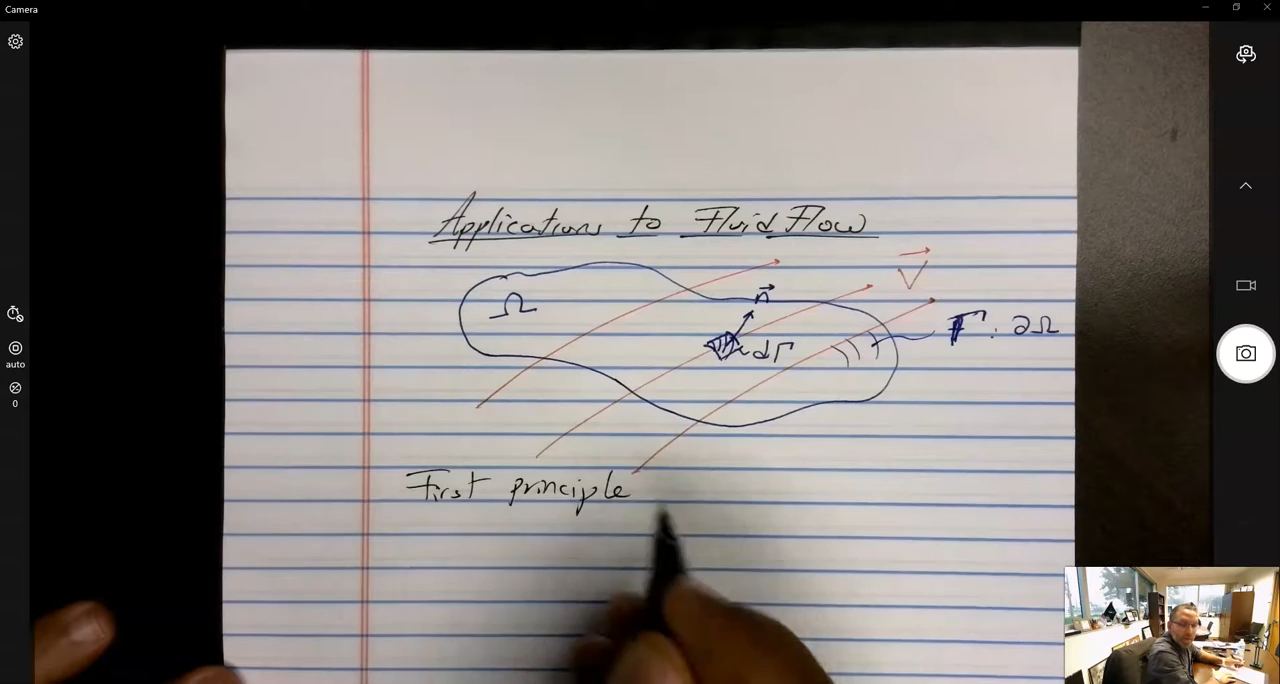 Camera
Applications to Fluid Flow
V
n
Ω
Γ: ∂Ω
dΓ
First principle
auto
0